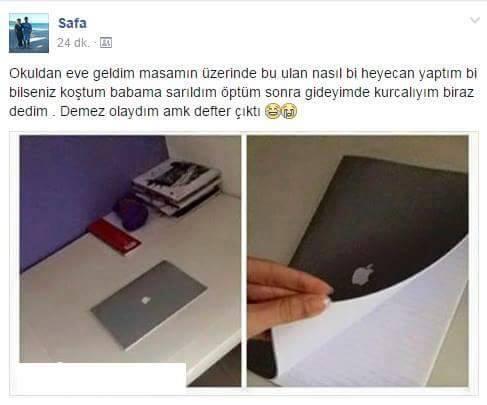 Safa
24 dk. ·
Okuldan eve geldim masamın üzerinde bu ulan nasıl bi heyecan yaptım bi
bilseniz koştum babama sarıldım öptüm sonra gideyimde kurcalıyım biraz
dedim . Demez olaydım amk defter çıktı 😆😭